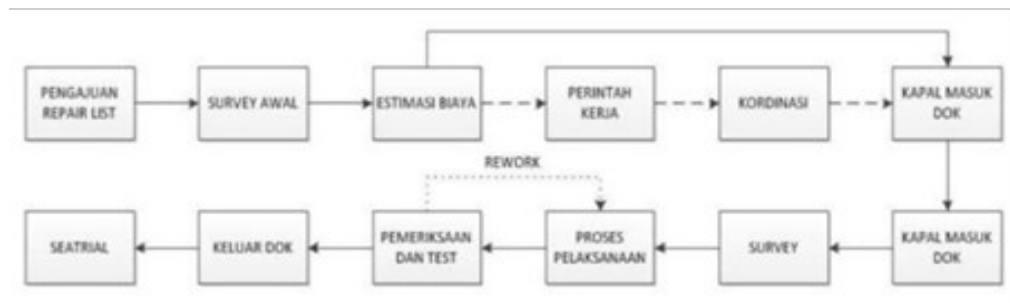 PENGAJUAN
REPAIR LIST
SURVEY AWAL
ESTIMASI BIAYA
PERINTAH
KERJA
KORDINASI
KAPAL MASUK
DOK
REWORK
SEATRIAL
KELUAR DOK
PEMERIKSAAN
DAN TEST
PROSES
PELAKSANAAN
SURVEY
KAPAL MASUK
DOK